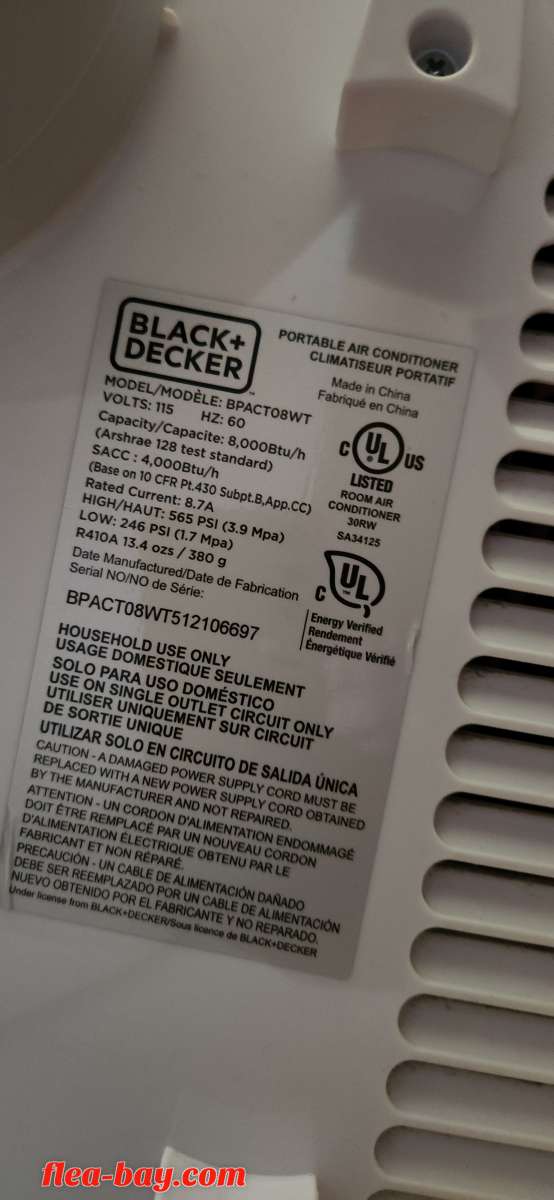 BLACK+
DECKER
PORTABLE AIR CONDITIONER
CLIMATISEUR PORTATIF
Made in China
Fabriqué en China
MODEL/MODÈLE: BPACT08WT
VOLTS: 115 HZ: 60
Capacity/Capacite: 8,000Btu/h
(Arshrae 128 test standard)
SACC : 4,000Btu/h
(Base on 10 CFR Pt.430 Subpt.B,App.CC)
Rated Current: 8.7A
HIGH/HAUT: 565 PSI (3.9 Mpa)
LOW: 246 PSI (1.7 Mpa)
R410A 13.4 ozs / 380 g
Date Manufactured/Date de Fabrication
Serial NO/NO de Série:
BPACT08WT512106697
C UL US
LISTED
ROOM AIR
CONDITIONER
30RW
SA34125
C UL
Energy Verified
Rendement
Énergétique Vérifié
HOUSEHOLD USE ONLY
USAGE DOMESTIQUE SEULEMENT
SOLO PARA USO DOMÉSTICO
USE ON SINGLE OUTLET CIRCUIT ONLY
UTILISER UNIQUEMENT SUR CIRCUIT
DE SORTIE UNIQUE
UTILIZAR SOLO EN CIRCUITO DE SALIDA ÚNICA
CAUTION - A DAMAGED POWER SUPPLY CORD MUST BE
REPLACED WITH A NEW POWER SUPPLY CORD OBTAINED
BY THE MANUFACTURER AND NOT REPAIRED.
ATTENTION - UN CORDON D'ALIMENTATION ENDOMMAGÉ
DOIT ÊTRE REMPLACÉ PAR UN NOUVEAU CORDON
D'ALIMENTATION ÉLECTRIQUE OBTENU PAR LE
FABRICANT ET NON RÉPARÉ.
PRECAUCIÓN - UN CABLE DE ALIMENTACIÓN DAÑADO
DEBE SER REEMPLAZADO POR UN CABLE DE ALIMENTACIÓN
NUEVO OBTENIDO POR EL FABRICANTE Y NO REPARADO.
Under license from BLACK+DECKER/Sous licence de BLACK+DECKER
flea-bay.com